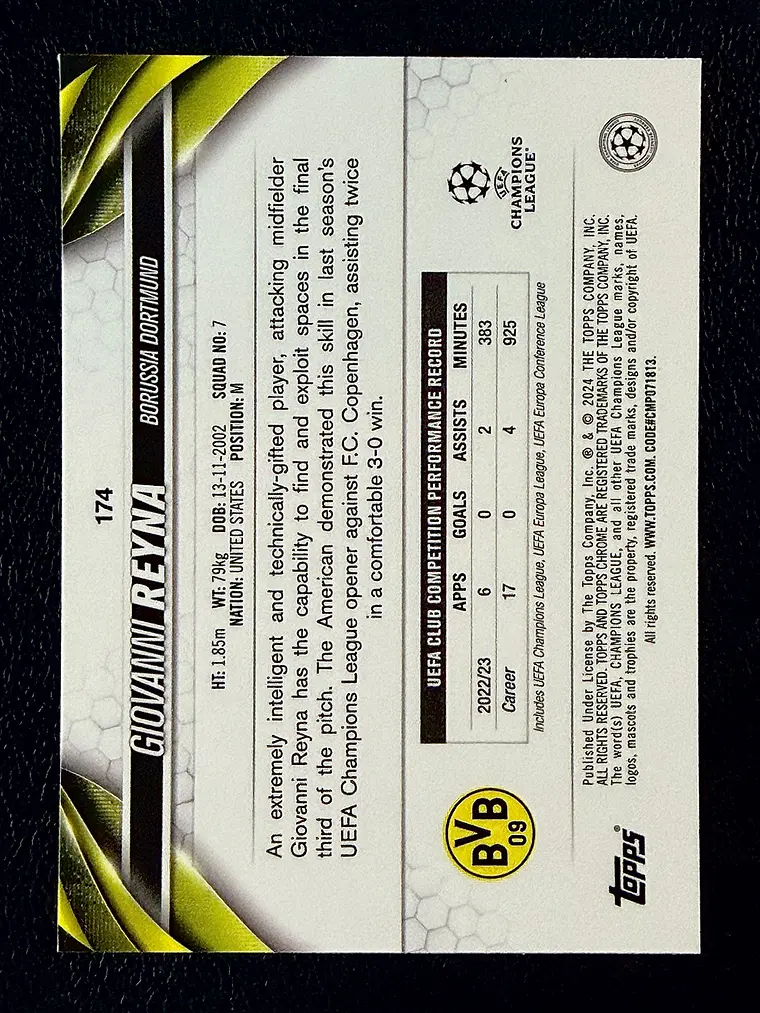 174
GIOVANNI REYNA BORUSSIA DORTMUND
HT: 1.85m WT: 79kg DOB: 13-11-2002 SQUAD NO: 7
NATION: UNITED STATES POSITION: M
An extremely intelligent and technically-gifted player, attacking midfielder
Giovanni Reyna has the capability to find and exploit spaces in the final
third of the pitch. The American demonstrated this skill in last season's
UEFA Champions League opener against F.C. Copenhagen, assisting twice
in a comfortable 3-0 win.
BVB
09
UEFA CLUB COMPETITION PERFORMANCE RECORD
APPS GOALS ASSISTS MINUTES
2022/23 6 0 2 383
Career 17 0 4 925
Includes UEFA Champions League, UEFA Europa League, UEFA Europa Conference League
UEFA
CHAMPIONS
LEAGUE™
topps®
Published Under License by The Topps Company, Inc. ® & © 2024 THE TOPPS COMPANY, INC.
ALL RIGHTS RESERVED. TOPPS AND TOPPS CHROME ARE REGISTERED TRADEMARKS OF THE TOPPS COMPANY, INC.
The word(s) UEFA, CHAMPIONS LEAGUE, and all other UEFA Champions League marks, names,
logos, mascots and trophies are the property, registered trade marks, designs and/or copyright of UEFA.
All rights reserved. WWW.TOPPS.COM. CODE#CMP071813.